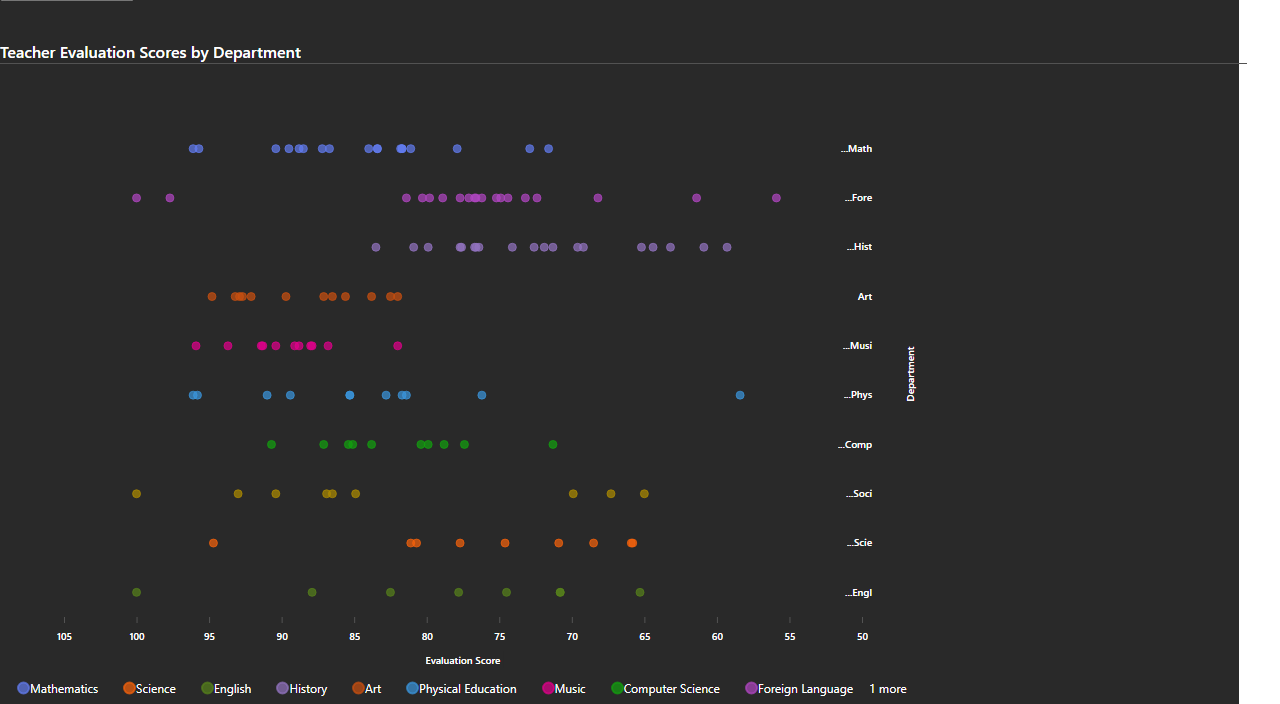 Teacher Evaluation Scores by Department
...Math
...Fore
...Hist
Art
...Musi
...Phys
...Comp
...Soci
...Scie
...Engl
Department
105 100 95 90 85 80 75 70 65 60 55 50
Evaluation Score
Mathematics Science English History Art Physical Education Music Computer Science Foreign Language 1 more